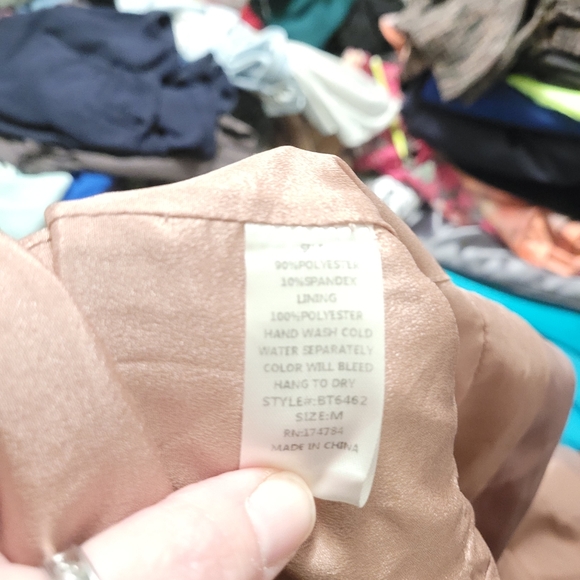 90%POLYESTER
10%SPANDEX
LINING
100%POLYESTER
HAND WASH COLD
WATER SEPARATELY
COLOR WILL BLEED
HANG TO DRY
STYLE#:BT6462
SIZE:M
RN:174784
MADE IN CHINA